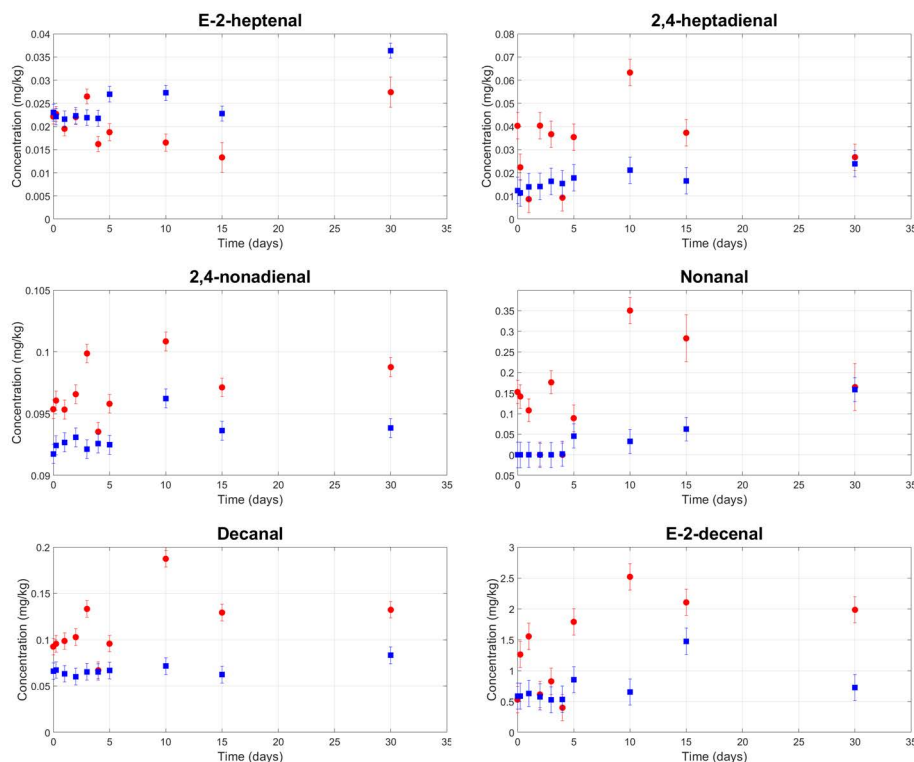 E-2-heptenal
0.04
0.035
0.03
0.025
0.02
0.015
0.01
0.005
0
Concentration (mg/kg)
0 5 10 15 20 25 30 35
Time (days)
2,4-heptadienal
0.08
0.07
0.06
0.05
0.04
0.03
0.02
0.01
0
Concentration (mg/kg)
0 5 10 15 20 25 30 35
Time (days)
2,4-nonadienal
0.105
0.1
0.095
0.09
Concentration (mg/kg)
0 5 10 15 20 25 30 35
Time (days)
Nonanal
0.35
0.3
0.25
0.2
0.15
0.1
0.05
0
0.05
Concentration (mg/kg)
0 5 10 15 20 25 30 35
Time (days)
Decanal
0.2
0.15
0.1
0.05
0
Concentration (mg/kg)
0 5 10 15 20 25 30 35
Time (days)
E-2-decenal
3
2.5
2
1.5
1
0.5
0
Concentration (mg/kg)
0 5 10 15 20 25 30 35
Time (days)